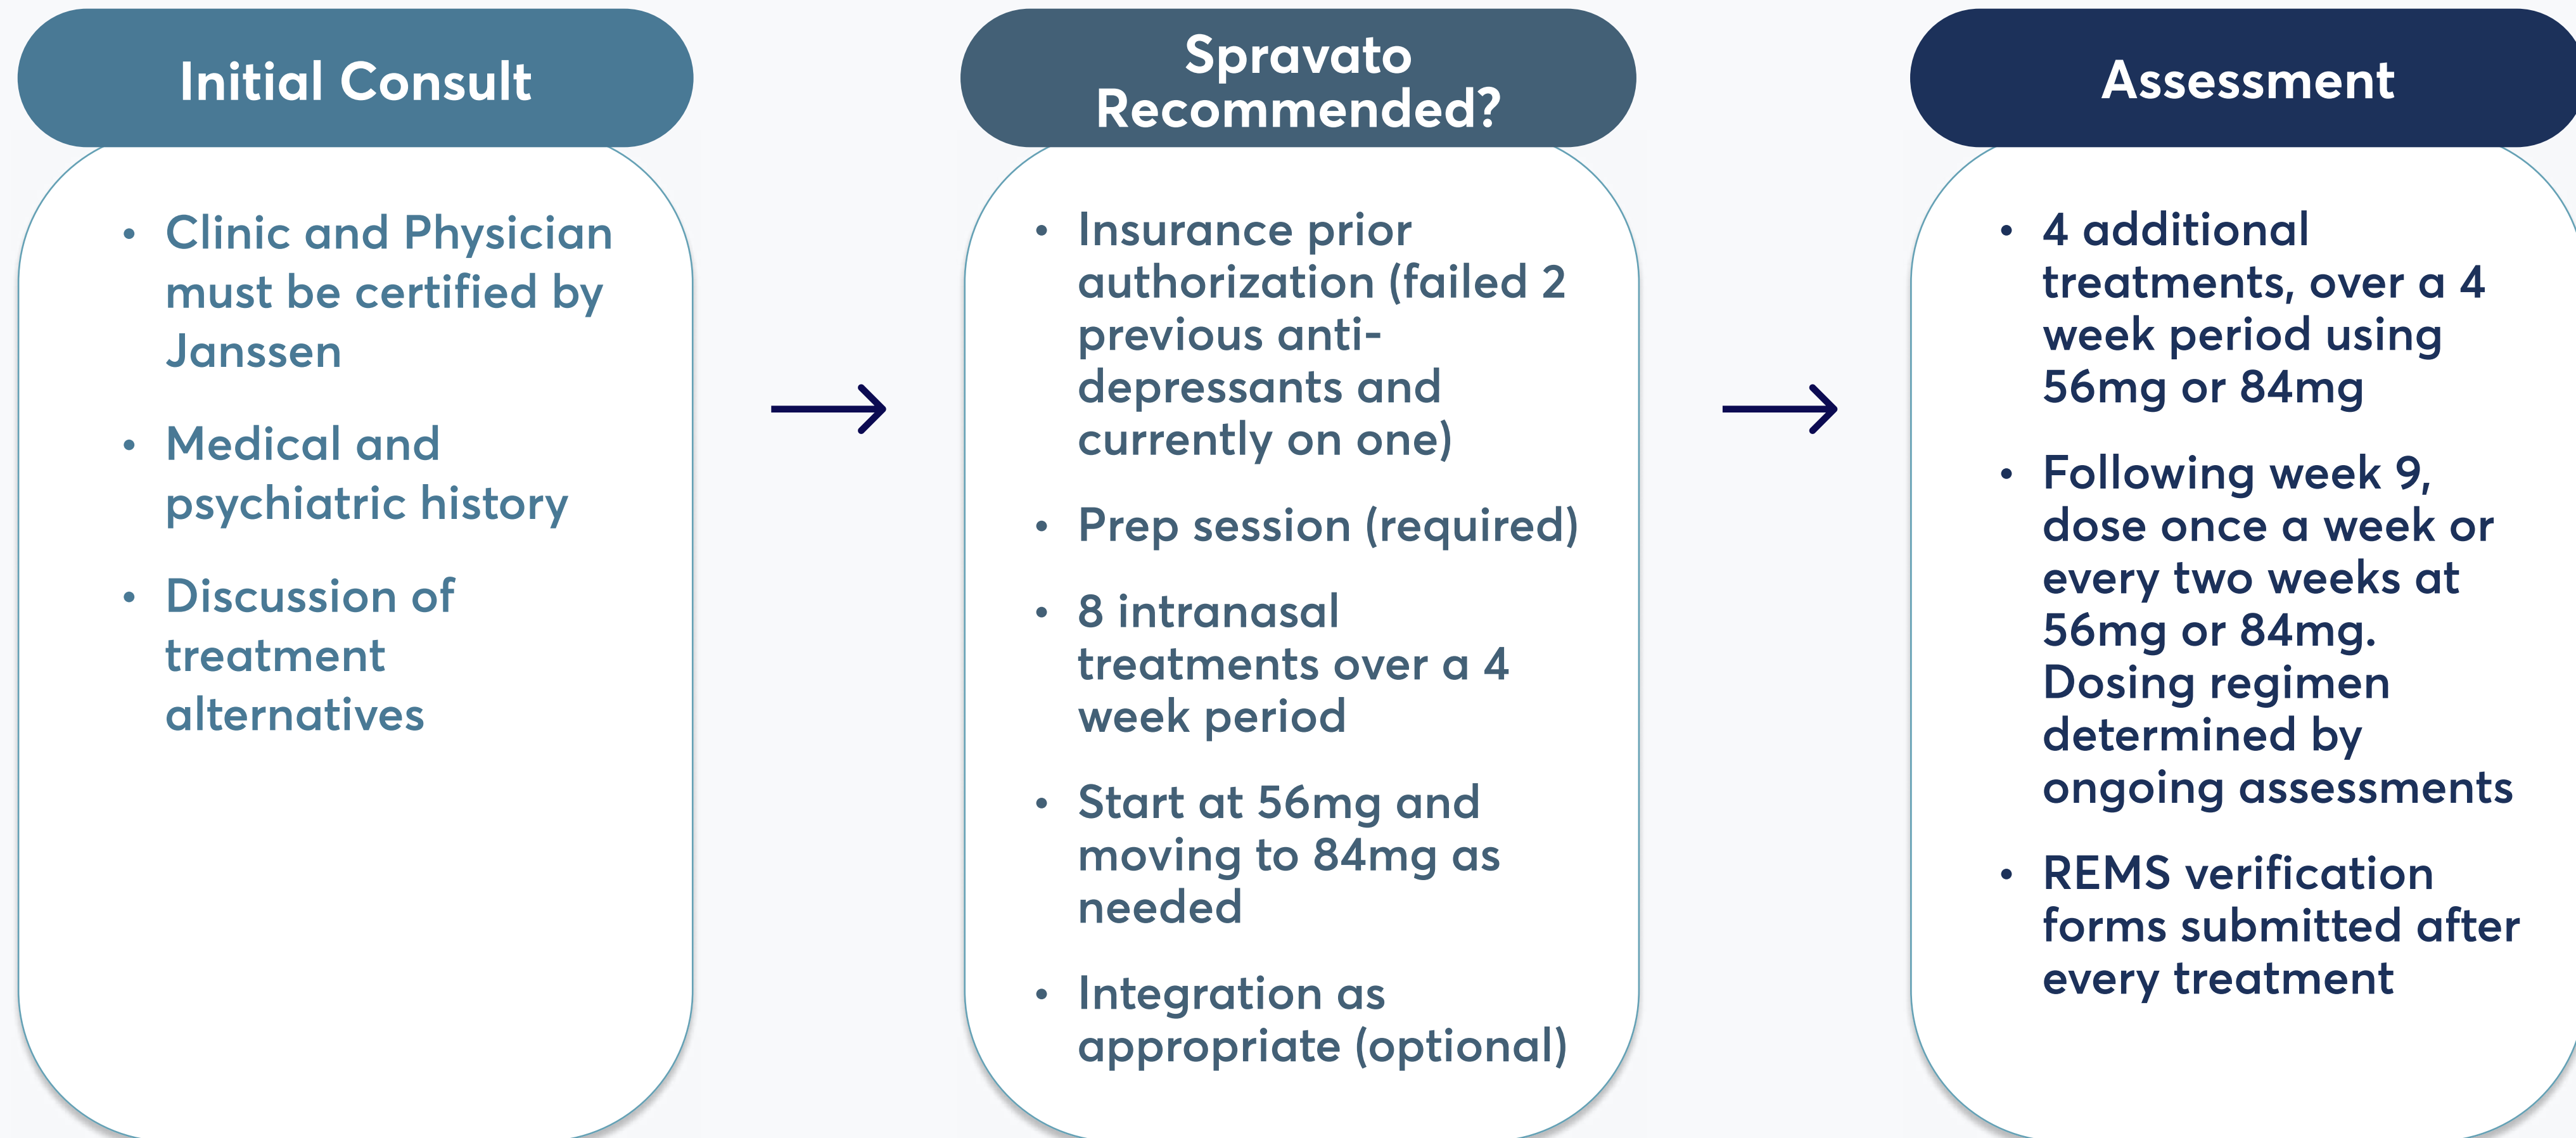 Initial Consult
• Clinic and Physician
must be certified by
Janssen
• Medical and
psychiatric history
• Discussion of
treatment
alternatives
Spravato
Recommended?
• Insurance prior
authorization (failed 2
previous anti-
depressants and
currently on one)
• Prep session (required)
• 8 intranasal
treatments over a 4
week period
• Start at 56mg and
moving to 84mg as
needed
• Integration as
appropriate (optional)
Assessment
• 4 additional
treatments, over a 4
week period using
56mg or 84mg
• Following week 9,
dose once a week or
every two weeks at
56mg or 84mg.
Dosing regimen
determined by
ongoing assessments
• REMS verification
forms submitted after
every treatment